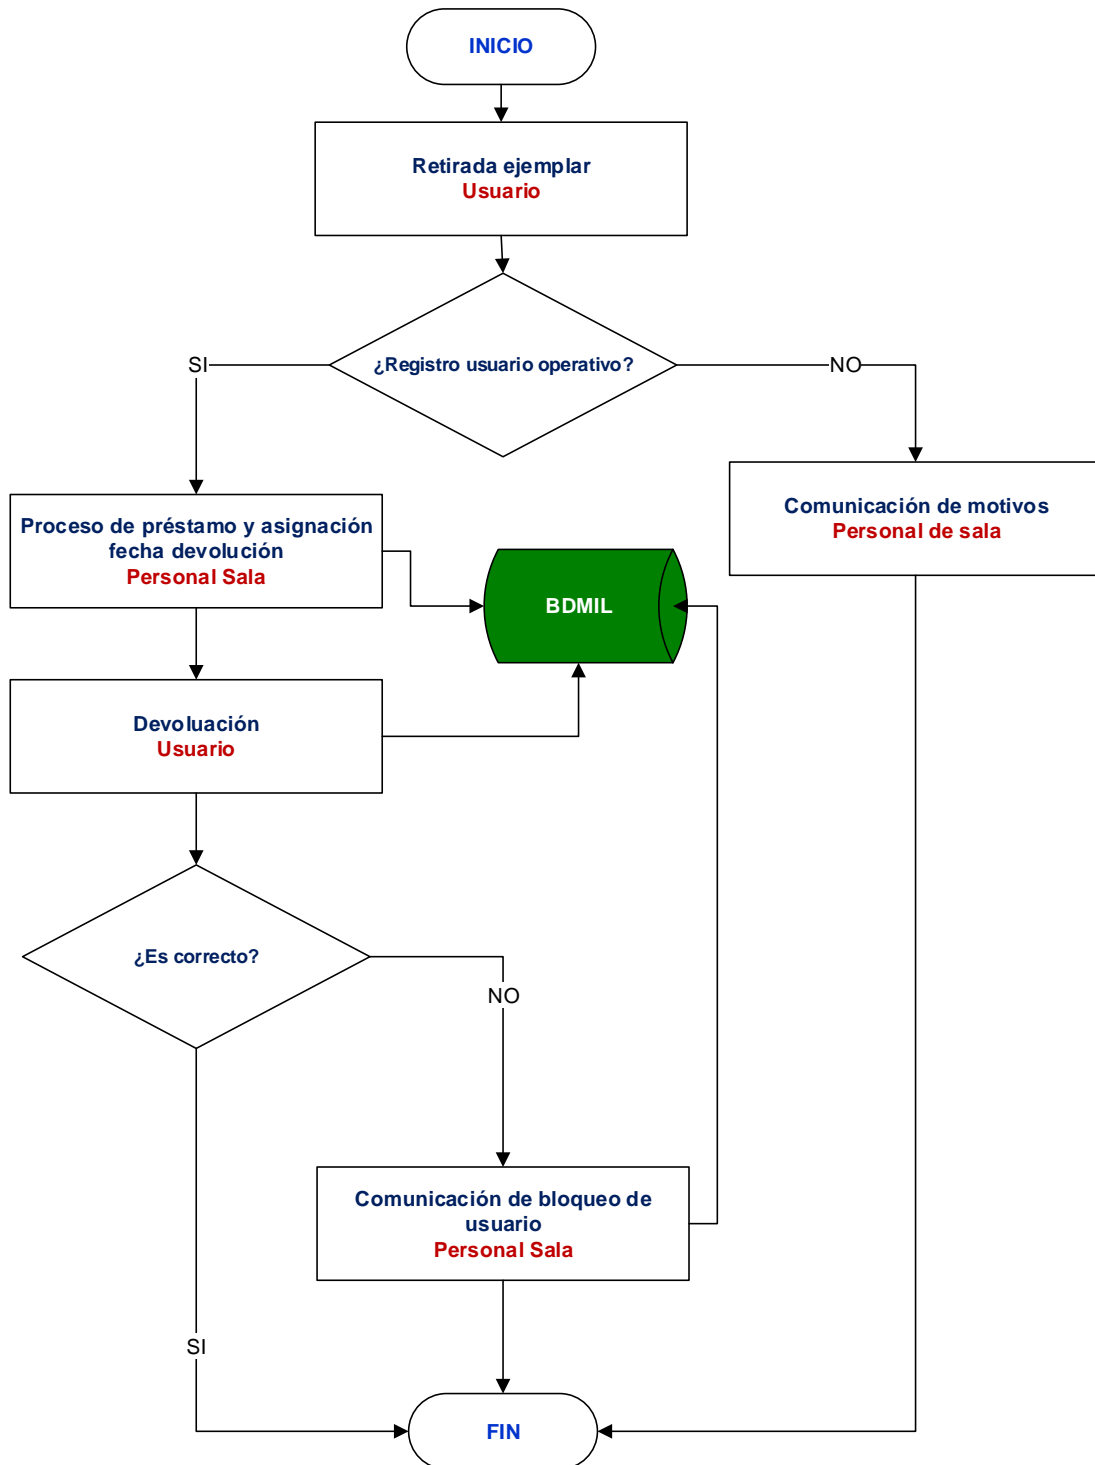 INICIO
Retirada ejemplar
Usuario
¿Registro usuario operativo?
SI
NO
Comunicación de motivos
Personal de sala
Proceso de préstamo y asignación
fecha devolución
Personal Sala
BDMIL
Devoluación
Usuario
¿Es correcto?
NO
Comunicación de bloqueo de
usuario
Personal Sala
SI
FIN